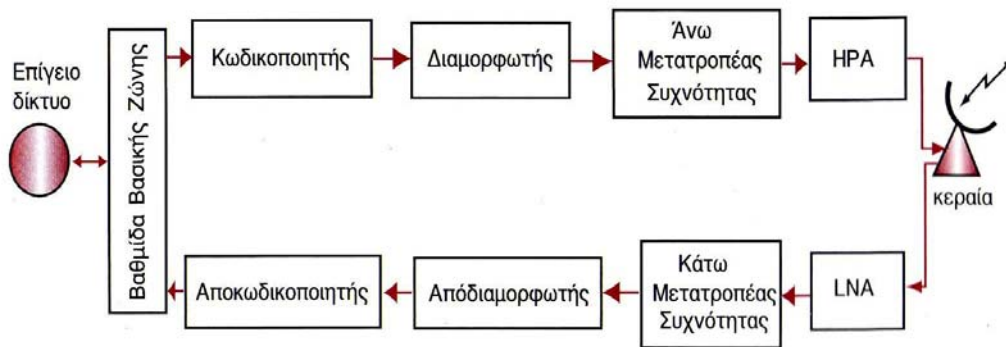 Επίγειο
δίκτυο
Βαθμίδα Βασικής Ζώνης
Κωδικοποιητής
Διαμορφωτής
Άνω
Μετατροπέας
Συχνότητας
HPA
κεραία
Αποκωδικοποιητής
Απόδιαμορφωτής
Κάτω
Μετατροπέας
Συχνότητας
LNA